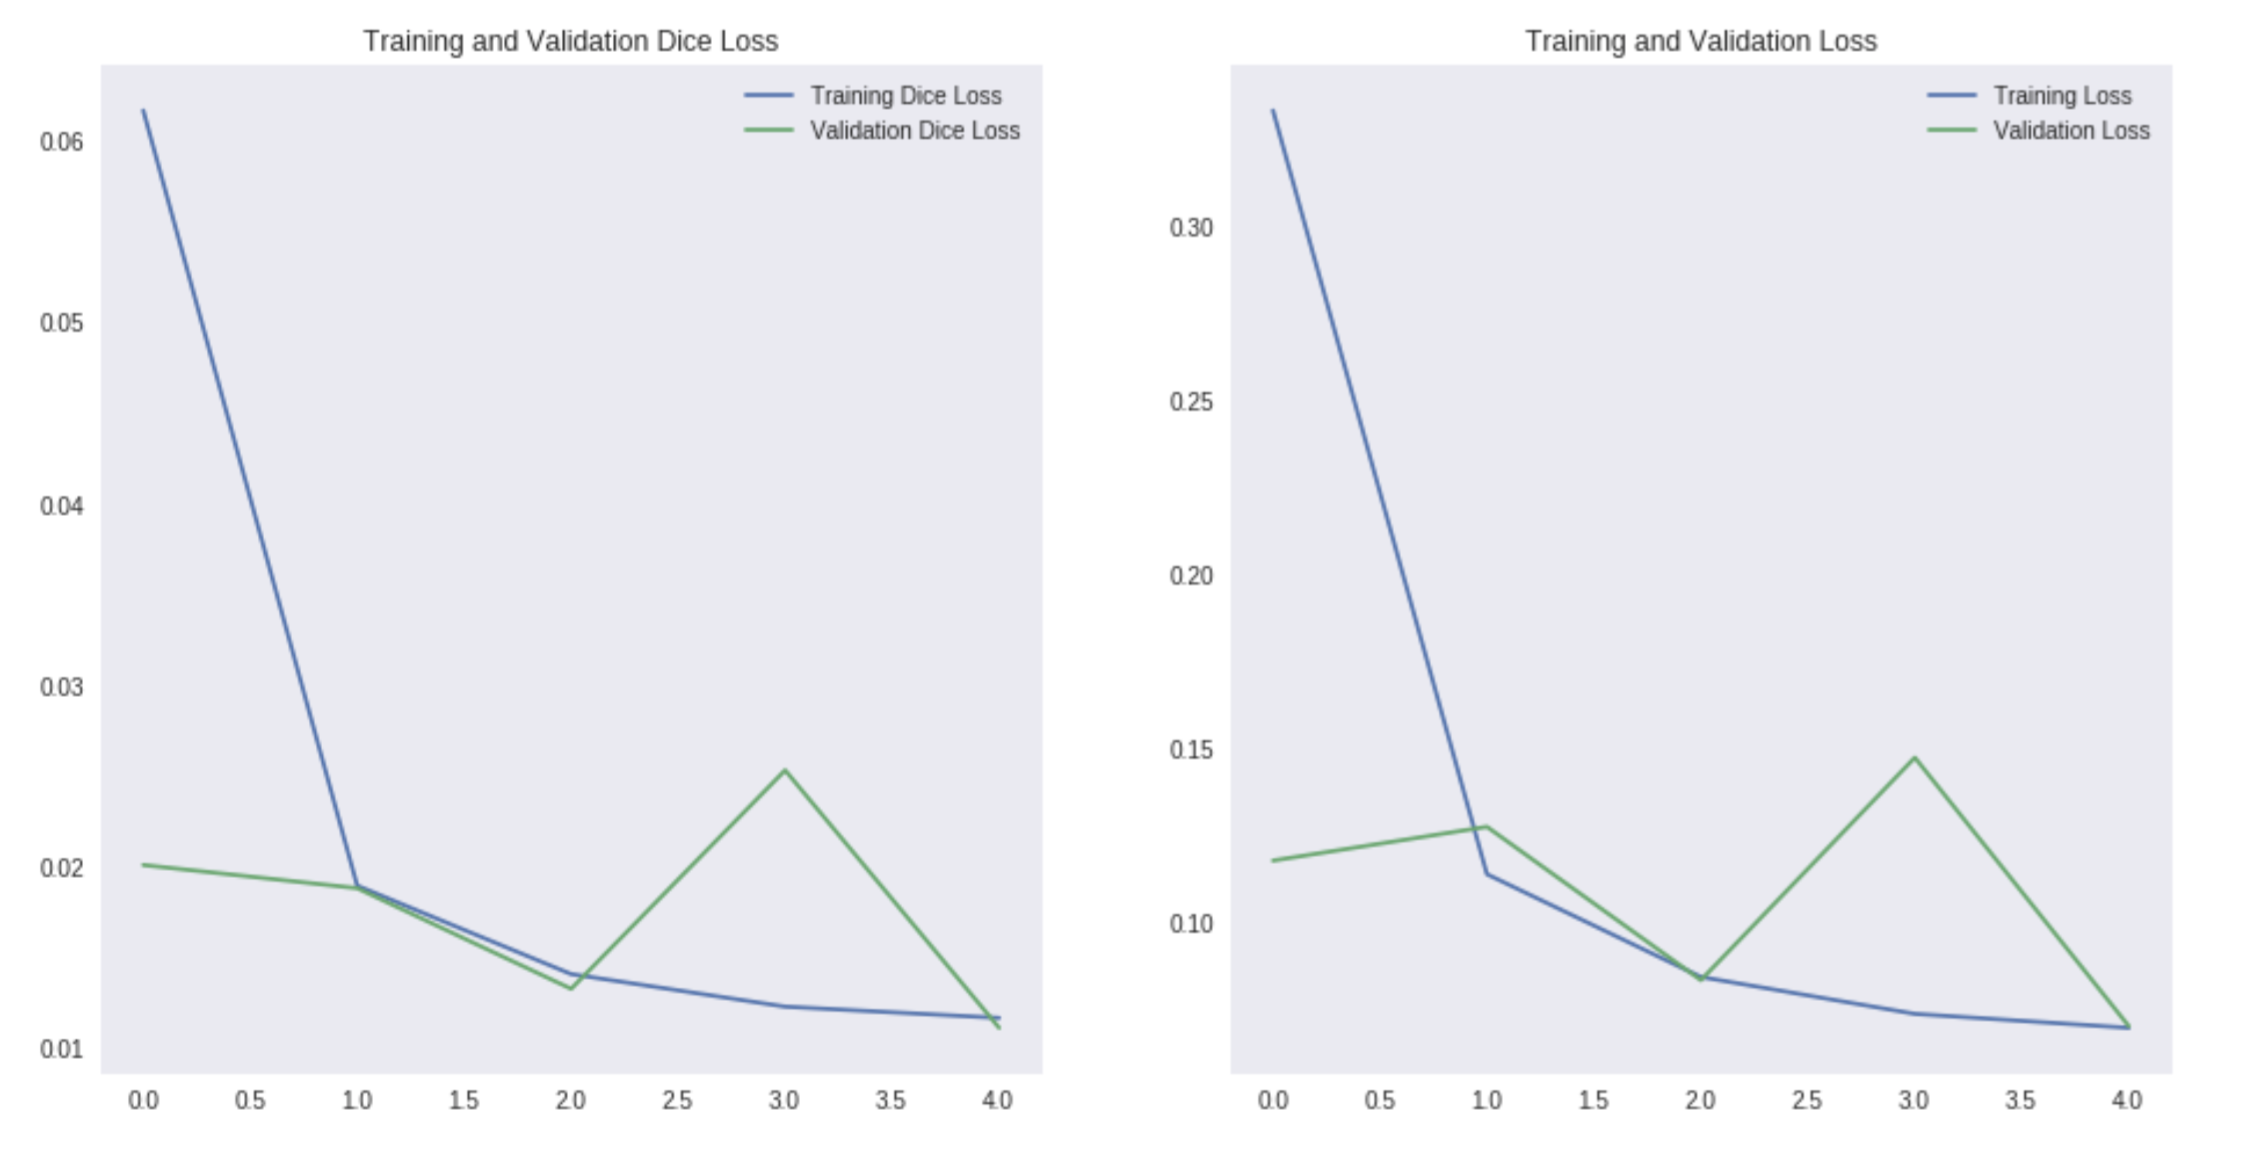 Training and Validation Dice Loss
Training Dice Loss
Validation Dice Loss
0.06
0.05
0.04
0.03
0.02
0.01
0.0 0.5 1.0 1.5 2.0 2.5 3.0 3.5 4.0
Training and Validation Loss
Training Loss
Validation Loss
0.30
0.25
0.20
0.15
0.10
0.0 0.5 1.0 1.5 2.0 2.5 3.0 3.5 4.0